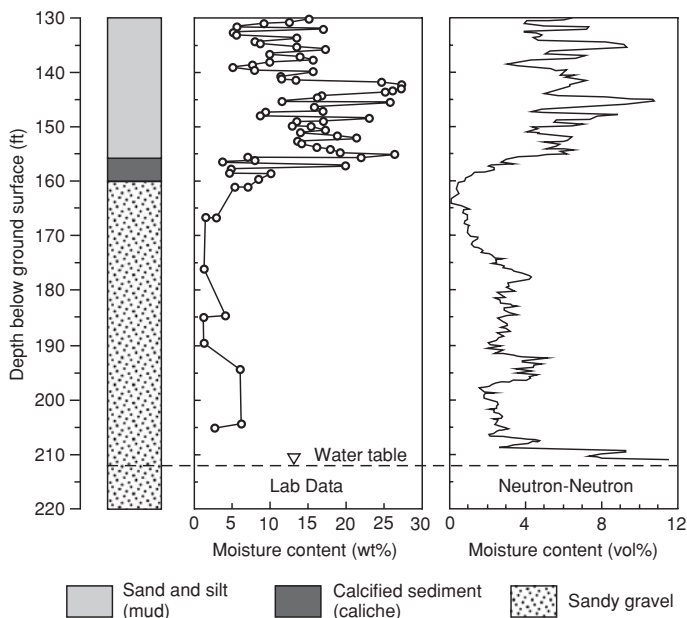 Depth below ground surface (ft)
130
140
150
160
170
180
190
200
210
220
Water table
Lab Data
0 5 10 15 20 25 30
Moisture content (wt%)
Neutron-Neutron
0 4 8 12
Moisture content (vol%)
Sand and silt
(mud)
Calcified sediment
(caliche)
Sandy gravel